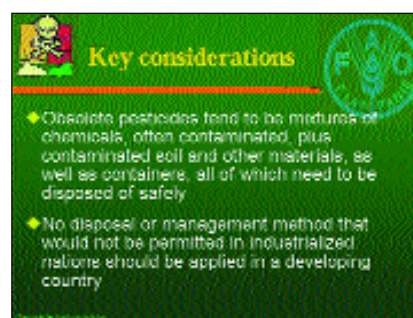 Key considerations
F A O
Obsolete pesticides tend to be mixtures of
chemicals, often contaminated, plus
contaminated soil and other materials, as
well as containers, all of which need to be
disposed of safely
No disposal or management method that
would not be permitted in industrialized
nations should be applied in a developing
country